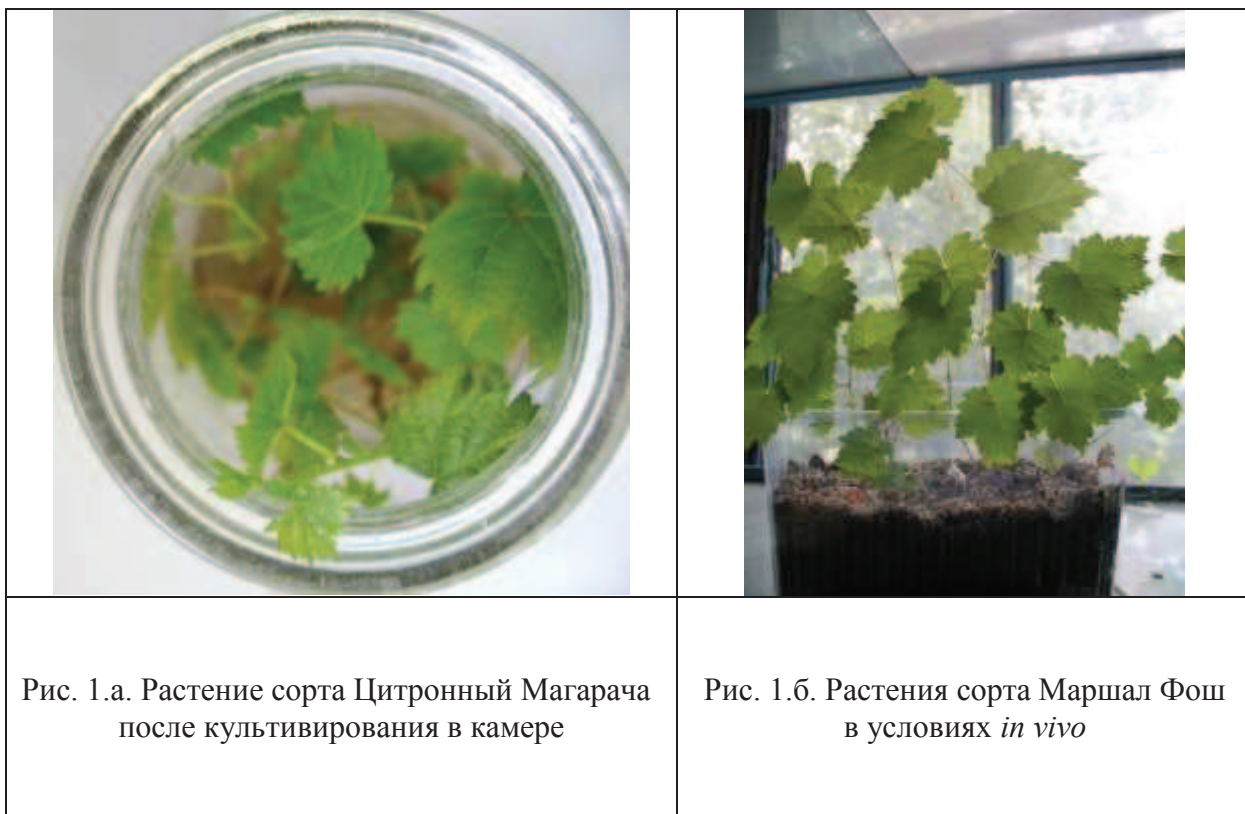 Рис. 1.а. Растение сорта Цитронный Магарача
после культивирования в камере
Рис. 1.б. Растения сорта Маршал Фош
в условиях in vivo